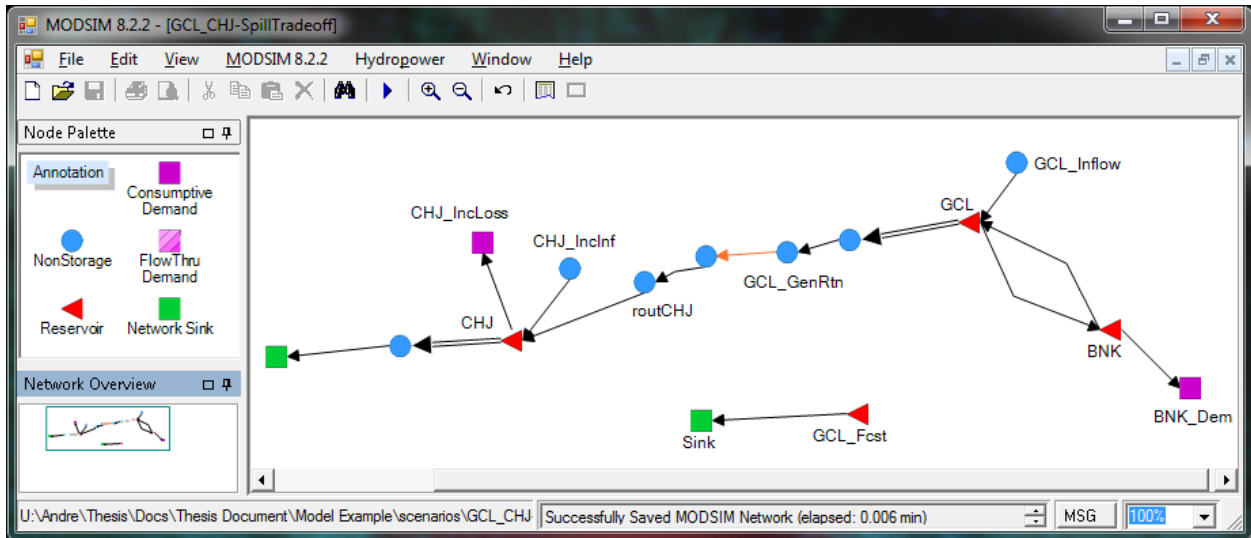 MODSIM 8.2.2 - [GCL_CHJ-SpillTradeoff]
File Edit View MODSIM 8.2.2 Hydropower Window Help
Node Palette
Annotation
Consumptive
Demand
NonStorage
FlowThru
Demand
Reservoir
Network Sink
Network Overview
GCL_Inflow
GCL
CHJ_IncLoss
CHJ_IncInf
GCL_GenRtn
routCHJ
CHJ
BNK
BNK_Dem
Sink
GCL_Fcst
U:\Andre\Thesis\Docs\Thesis Document\Model Example\scenarios\GCL_CHJ-
Successfully Saved MODSIM Network (elapsed: 0.006 min)
MSG
100%